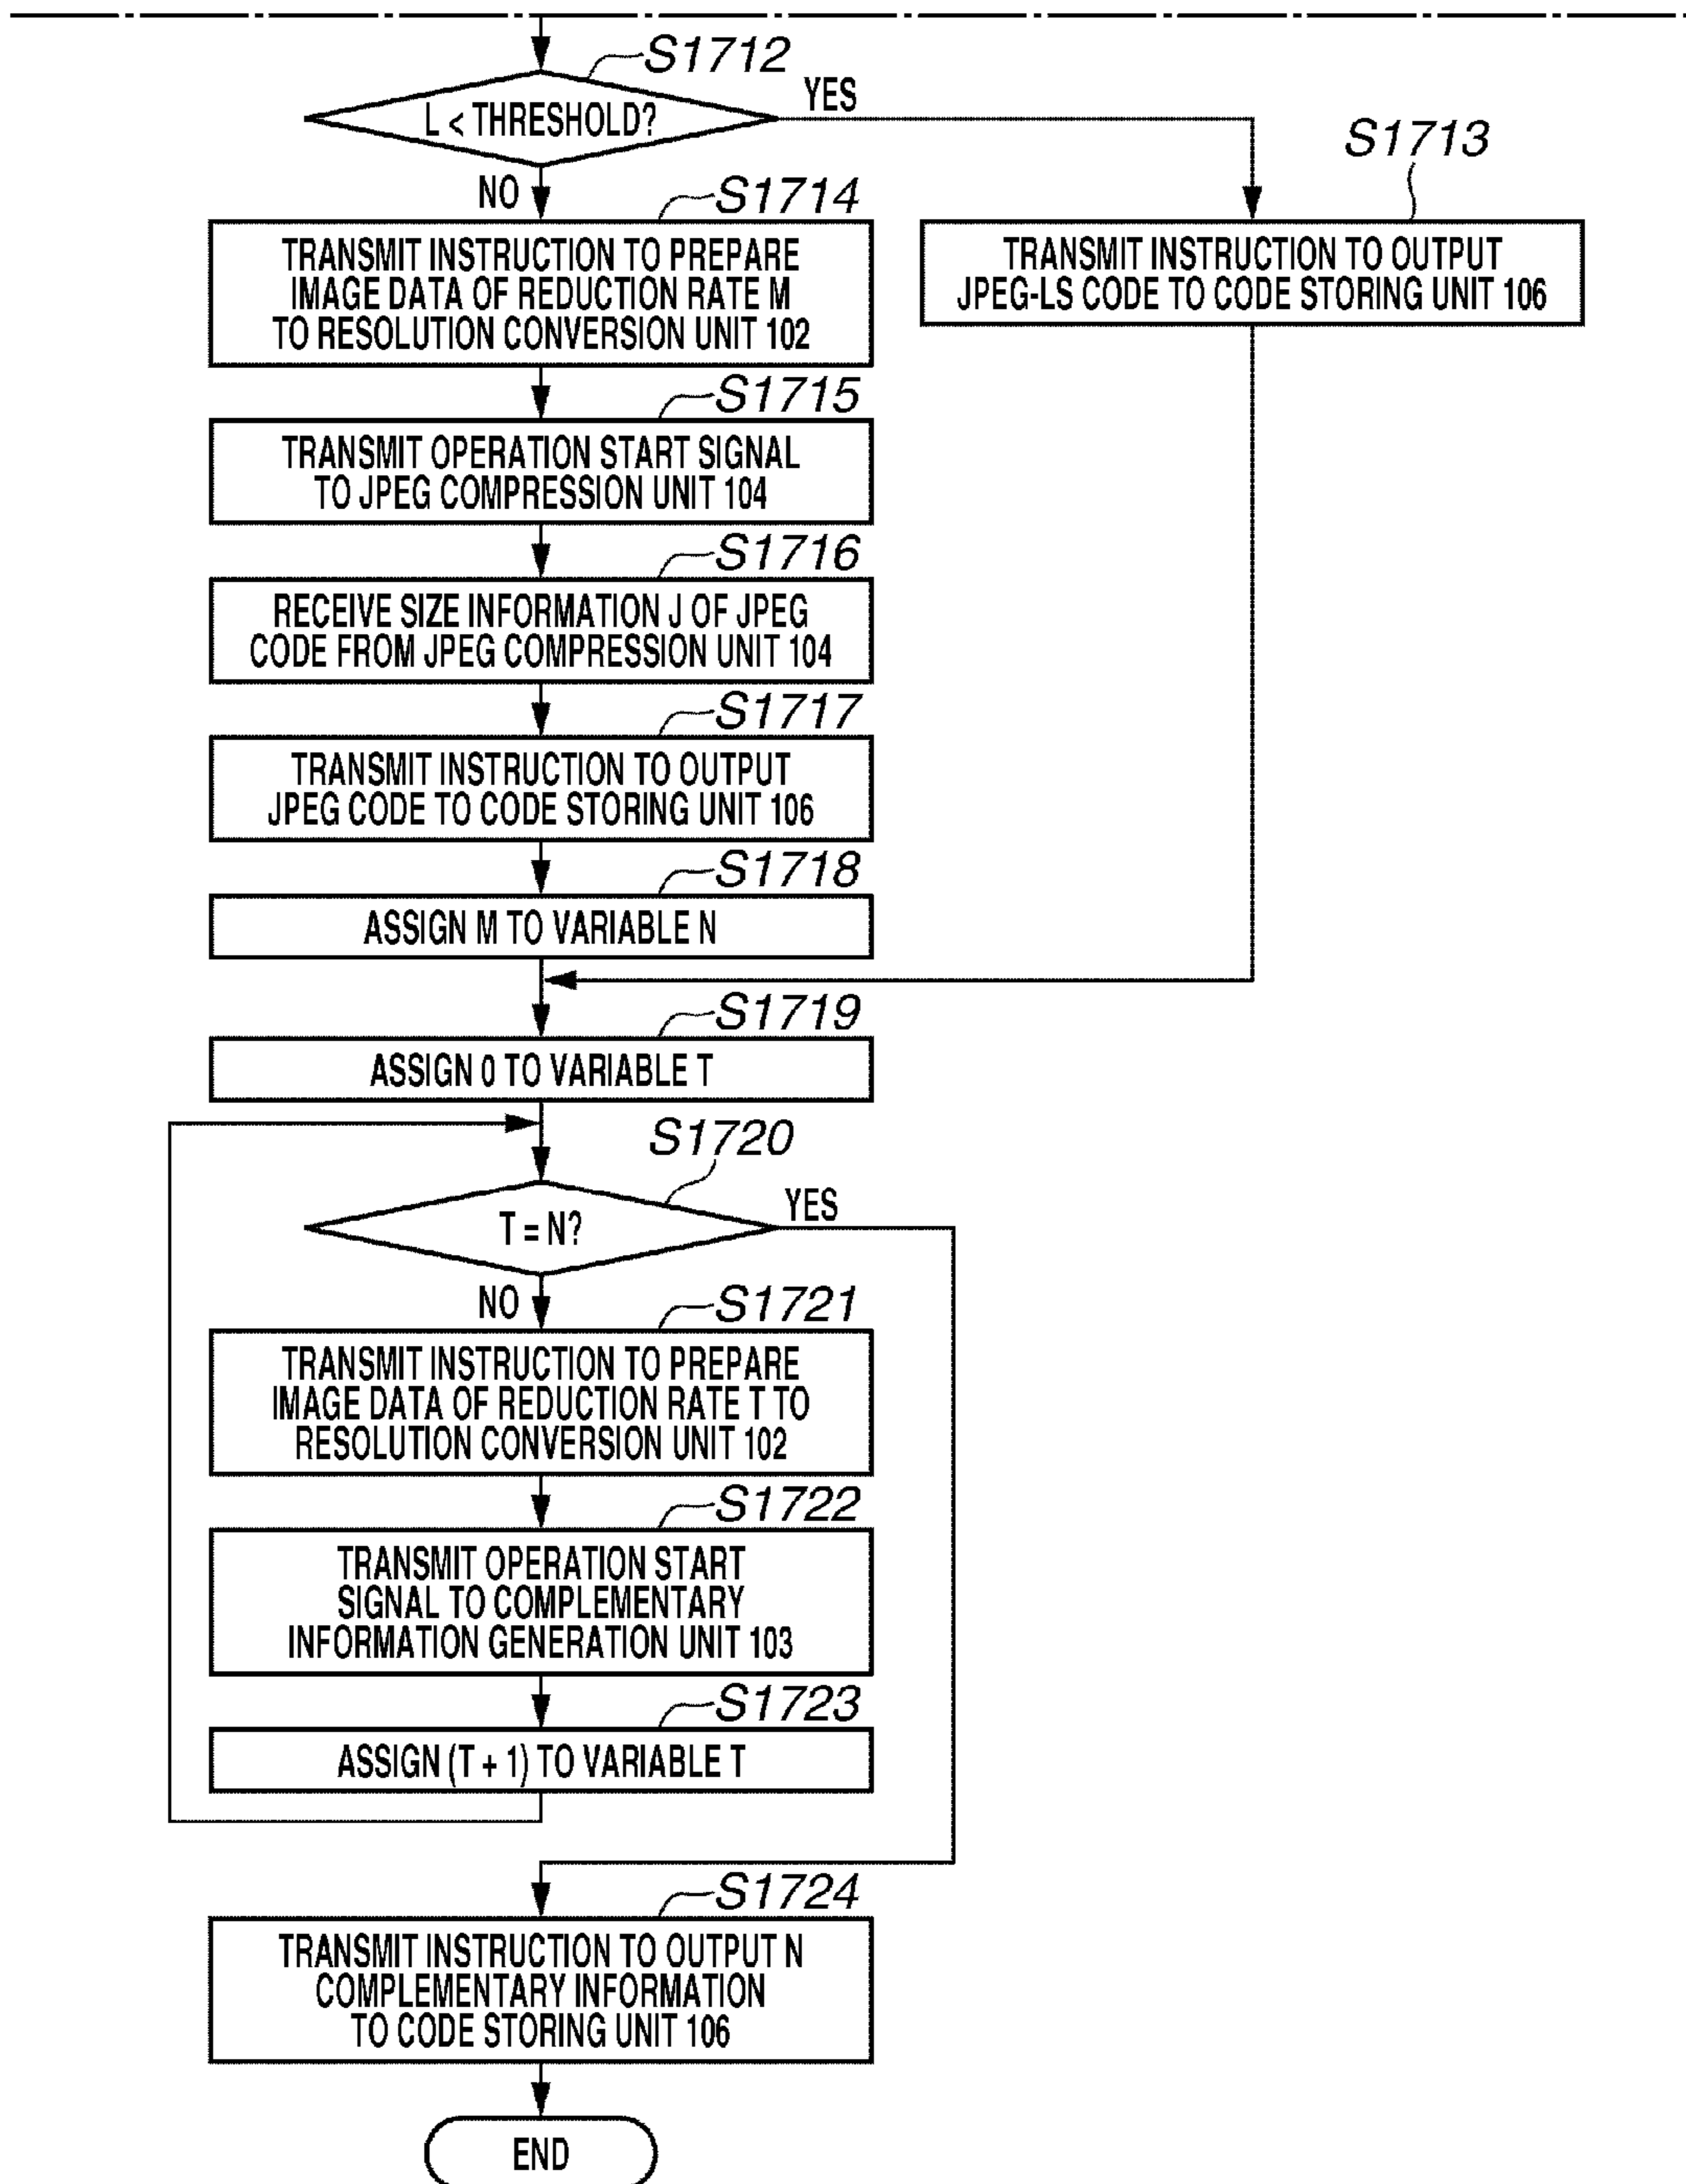 S1712
L < THRESHOLD?
YES
NO
S1713
TRANSMIT INSTRUCTION TO OUTPUT
JPEG-LS CODE TO CODE STORING UNIT 106
S1714
TRANSMIT INSTRUCTION TO PREPARE
IMAGE DATA OF REDUCTION RATE M
TO RESOLUTION CONVERSION UNIT 102
S1715
TRANSMIT OPERATION START SIGNAL
TO JPEG COMPRESSION UNIT 104
S1716
RECEIVE SIZE INFORMATION J OF JPEG
CODE FROM JPEG COMPRESSION UNIT 104
S1717
TRANSMIT INSTRUCTION TO OUTPUT
JPEG CODE TO CODE STORING UNIT 106
S1718
ASSIGN M TO VARIABLE N
S1719
ASSIGN 0 TO VARIABLE T
S1720
T = N?
YES
NO
S1721
TRANSMIT INSTRUCTION TO PREPARE
IMAGE DATA OF REDUCTION RATE T TO
RESOLUTION CONVERSION UNIT 102
S1722
TRANSMIT OPERATION START
SIGNAL TO COMPLEMENTARY
INFORMATION GENERATION UNIT 103
S1723
ASSIGN (T + 1) TO VARIABLE T
S1724
TRANSMIT INSTRUCTION TO OUTPUT N
COMPLEMENTARY INFORMATION
TO CODE STORING UNIT 106
END